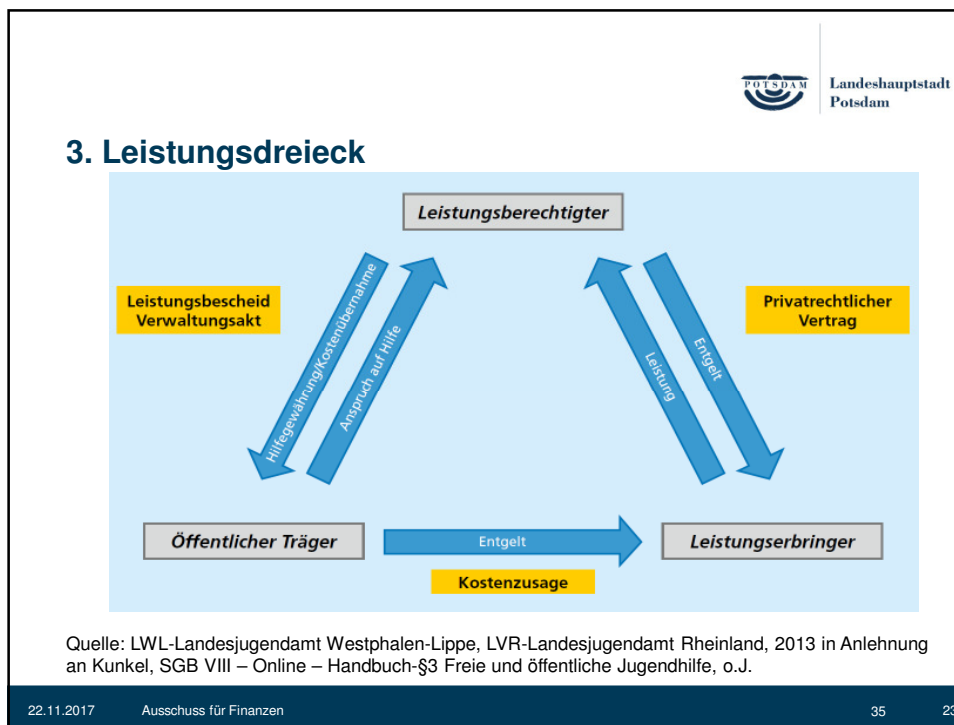 POTSDAM
Landeshauptstadt
Potsdam
3. Leistungsdreieck
Leistungsberechtigter
Leistungsbescheid
Verwaltungsakt
Hilfegewährung/Kostenübernahme
Anspruch auf Hilfe
Leistung
Entgelt
Privatrechtlicher
Vertrag
Öffentlicher Träger
Entgelt
Leistungserbringer
Kostenzusage
Quelle: LWL-Landesjugendamt Westphalen-Lippe, LVR-Landesjugendamt Rheinland, 2013 in Anlehnung
an Kunkel, SGB VIII – Online – Handbuch-§3 Freie und öffentliche Jugendhilfe, o.J.
22.11.2017 Ausschuss für Finanzen 35 23